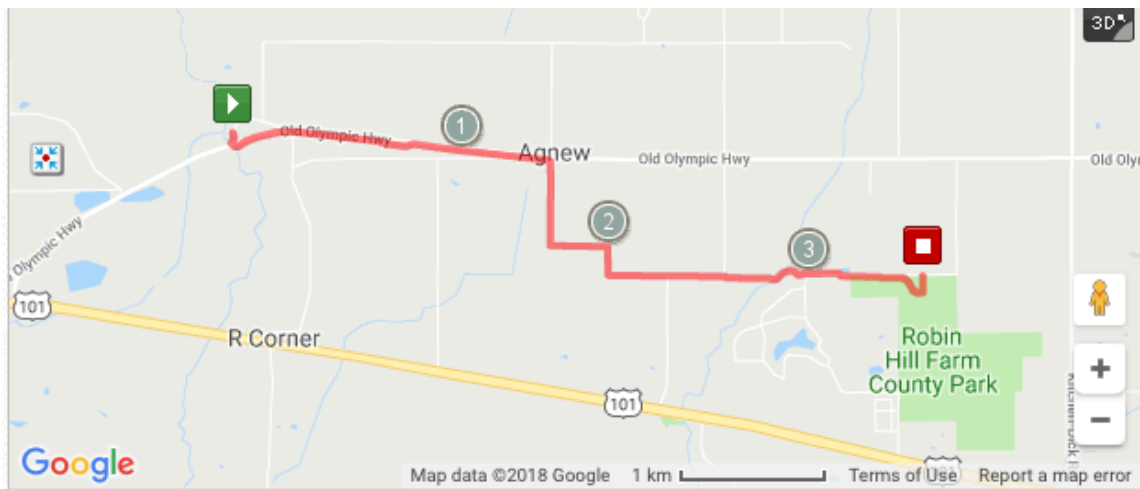 3D
Old Olympic Hwy
1
Agnew
Old Olympic Hwy
Old Oly
2
3
Olympic Hwy
101
R Corner
Robin
Hill Farm
County Park
101
Google
Map data ©2018 Google
1 km
Terms of Use
Report a map error